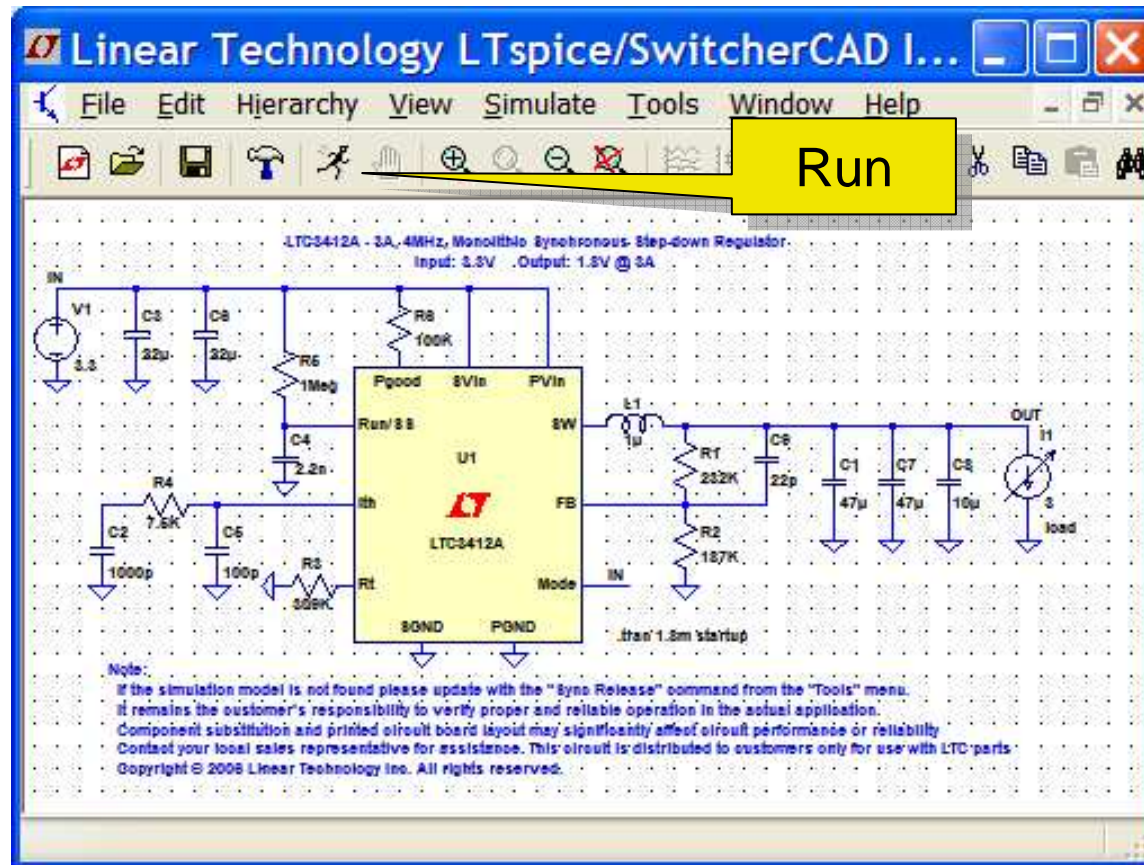 Linear Technology LTspice/SwitcherCAD I...
File Edit Hierarchy View Simulate Tools Window Help
Run
LTC3412A - 3A, 4MHz, Monolithic Synchronous Step-down Regulator
Input: 3.3V Output: 1.8V @ 3A
IN
V1
3.3
C3
22µ
C6
22µ
R5
1Meg
R6
100K
Pgood SVin PVin
Run/SS
SW
C4
2.2n
U1
L1
1µ
R1
232K
C9
22p
C1
47µ
C7
47µ
C8
10µ
OUT
I1
3
load
R4
7.5K
Ith
FB
LTC3412A
C2
1000p
C5
100p
R3
309K
Rt
R2
187K
Mode
IN
SGND PGND
.tran 1.8m startup
Note:
If the simulation model is not found please update with the "Sync Release" command from the "Tools" menu.
It remains the customer's responsibility to verify proper and reliable operation in the actual application.
Component substitution and printed circuit board layout may significantly affect circuit performance or reliability
Contact your local sales representative for assistance. This circuit is distributed to customers only for use with LTC parts
Copyright © 2006 Linear Technology Inc. All rights reserved.